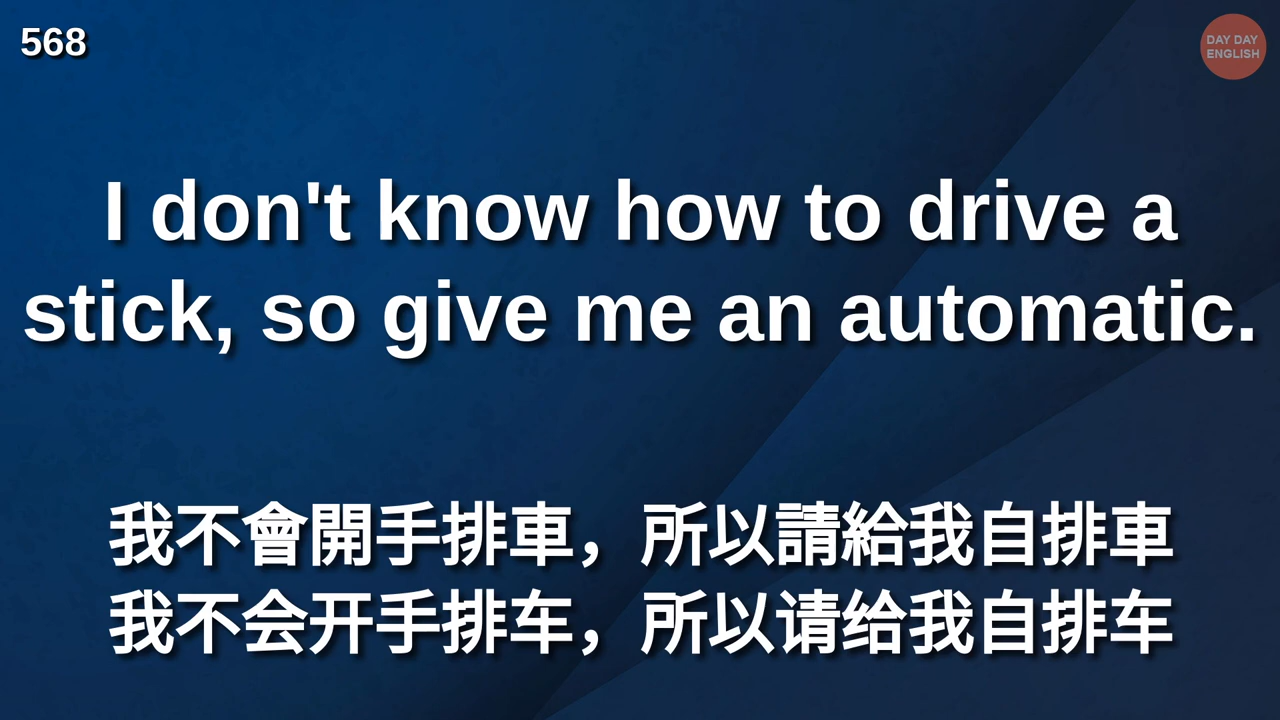 568
DAY DAY
ENGLISH
I don't know how to drive a
stick, so give me an automatic.
我不會開手排車，所以請給我自排車
我不会开手排车，所以请给我自排车